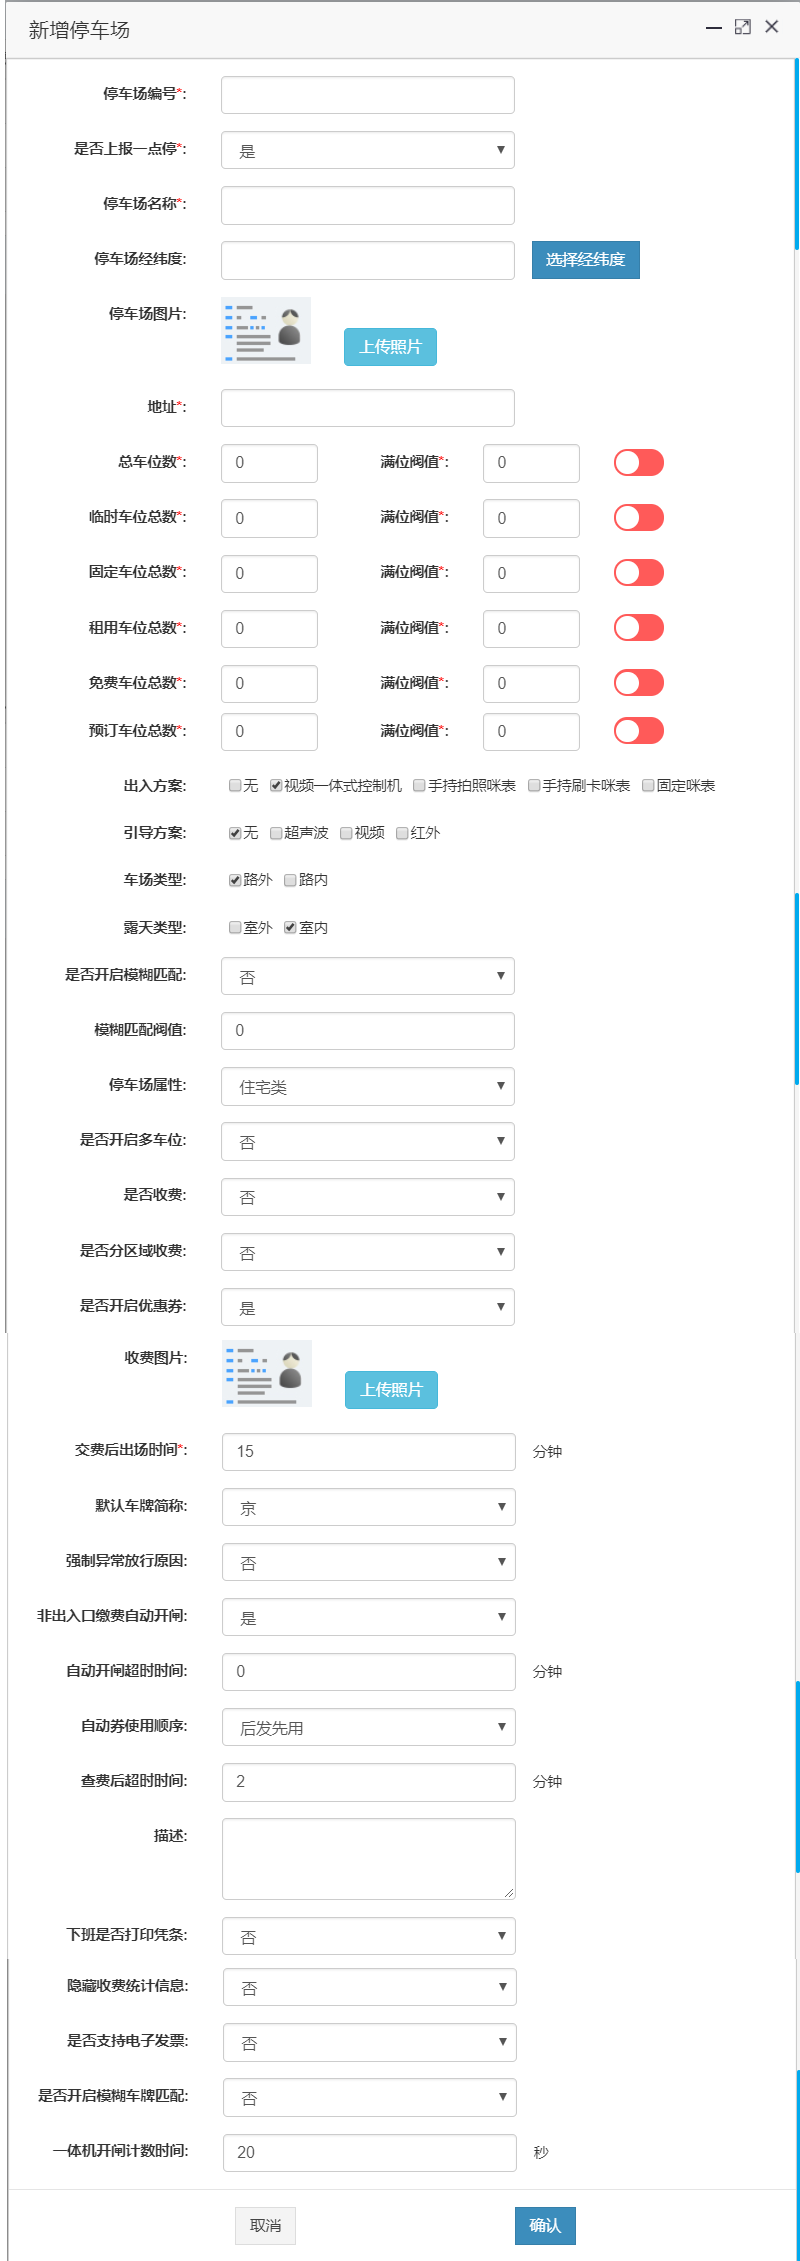 新增停车场
停车场编号*:
是否上报一点停*: 是
停车场名称*:
停车场经纬度: 选择经纬度
停车场图片: 上传照片
地址*:
总车位数*: 0 满位阀值*: 0
临时车位总数*: 0 满位阀值*: 0
固定车位总数*: 0 满位阀值*: 0
租用车位总数*: 0 满位阀值*: 0
免费车位总数*: 0 满位阀值*: 0
预订车位总数*: 0 满位阀值*: 0
出入方案: 无 视频一体式控制机 手持拍照咪表 手持刷卡咪表 固定咪表
引导方案: 无 超声波 视频 红外
车场类型: 路外 路内
露天类型: 室外 室内
是否开启模糊匹配: 否
模糊匹配阀值: 0
停车场属性: 住宅类
是否开启多车位: 否
是否收费: 否
是否分区域收费: 否
是否开启优惠券: 是
收费图片: 上传照片
交费后出场时间*: 15 分钟
默认车牌简称: 京
强制异常放行原因: 否
非出入口缴费自动开闸: 是
自动开闸超时时间: 0 分钟
自动券使用顺序: 后发先用
查费后超时时间: 2 分钟
描述:
下班是否打印凭条: 否
隐藏收费统计信息: 否
是否支持电子发票: 否
是否开启模糊车牌匹配: 否
一体机开闸计数时间: 20 秒
取消 确认